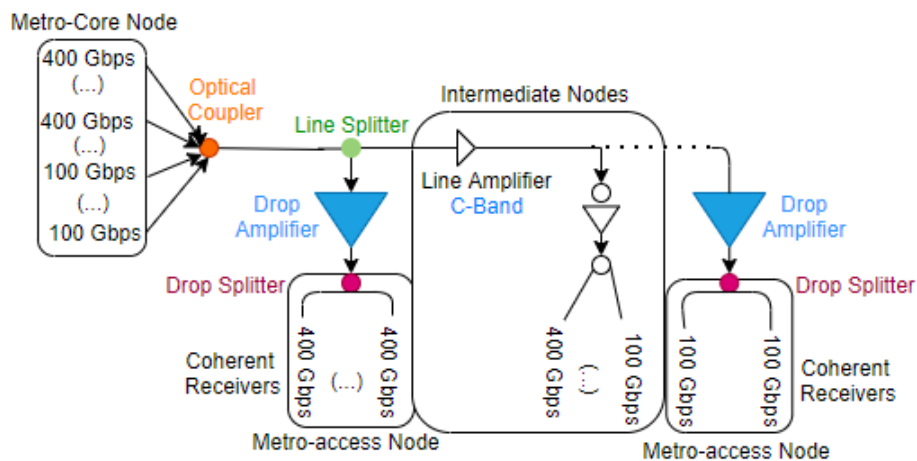 Metro-Core Node
400 Gbps
(...)
400 Gbps
(...)
100 Gbps
(...)
100 Gbps
Optical
Coupler
Line Splitter
Intermediate Nodes
Line Amplifier
C-Band
Drop
Amplifier
Drop
Amplifier
Drop Splitter
Drop Splitter
400 Gbps
(...)
400 Gbps
400 Gbps
(...)
100 Gbps
100 Gbps
100 Gbps
Coherent
Receivers
Coherent
Receivers
Metro-access Node
Metro-access Node